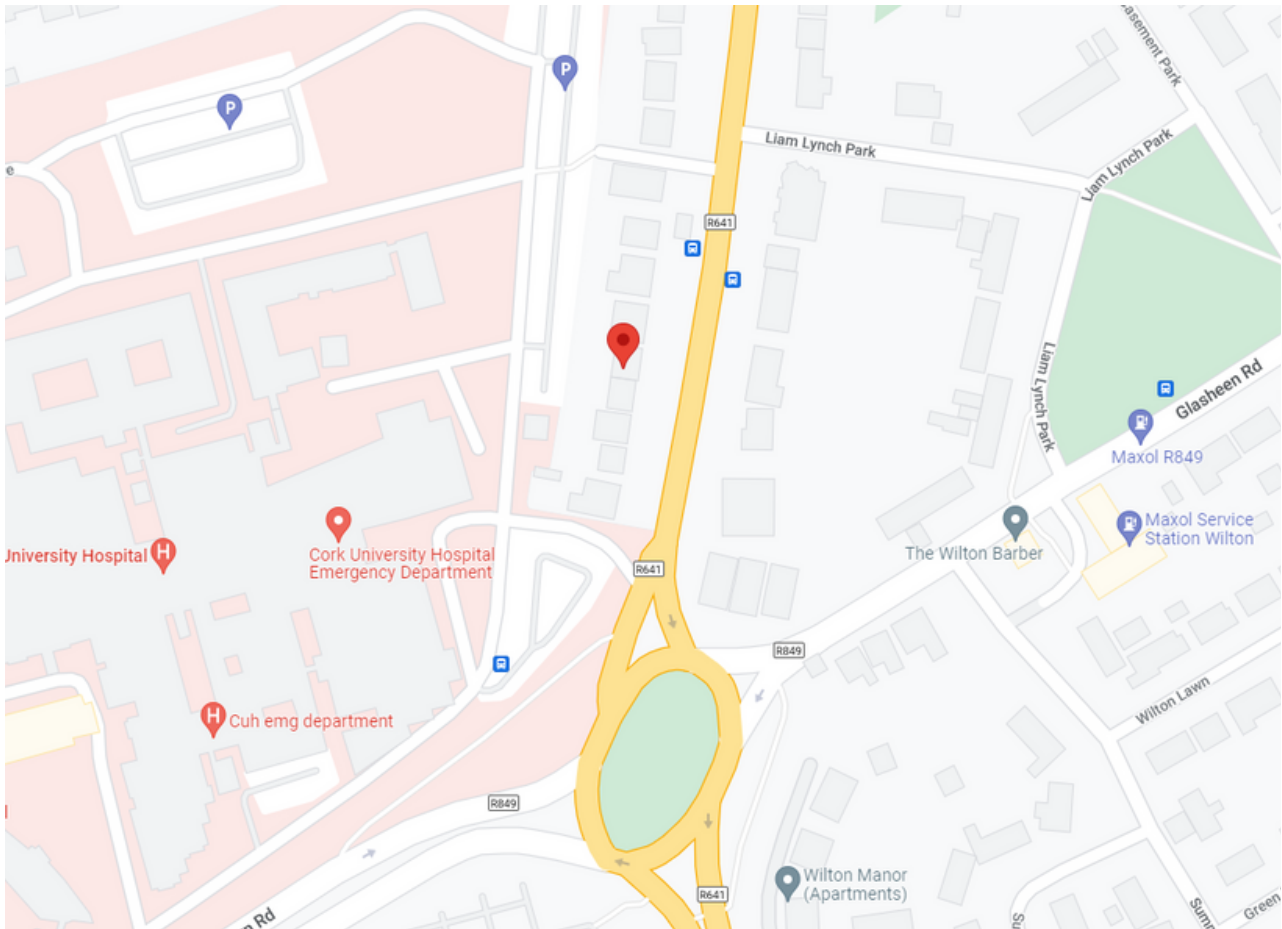 P
P
Liam Lynch Park
Liam Lynch Park
R641
Liam Lynch Park
Glasheen Rd
Maxol R849
University Hospital
H
Cork University Hospital
Emergency Department
The Wilton Barber
Maxol Service
Station Wilton
R641
R849
H
Cuh emg department
Wilton Lawn
R849
Wilton Manor
(Apartments)
R641
Rd
Green